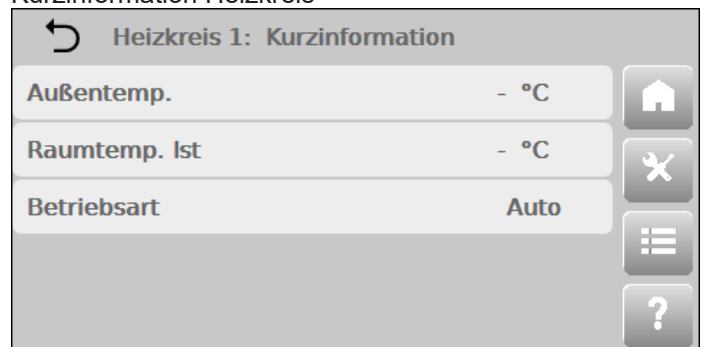 Kurzinformation Heizkreis
Heizkreis 1: Kurzinformation
Außentemp. - °C
Raumtemp. Ist - °C
Betriebsart Auto
?